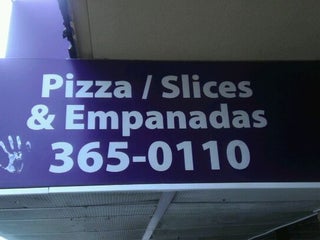 Pizza / Slices
& Empanadas
365-0110